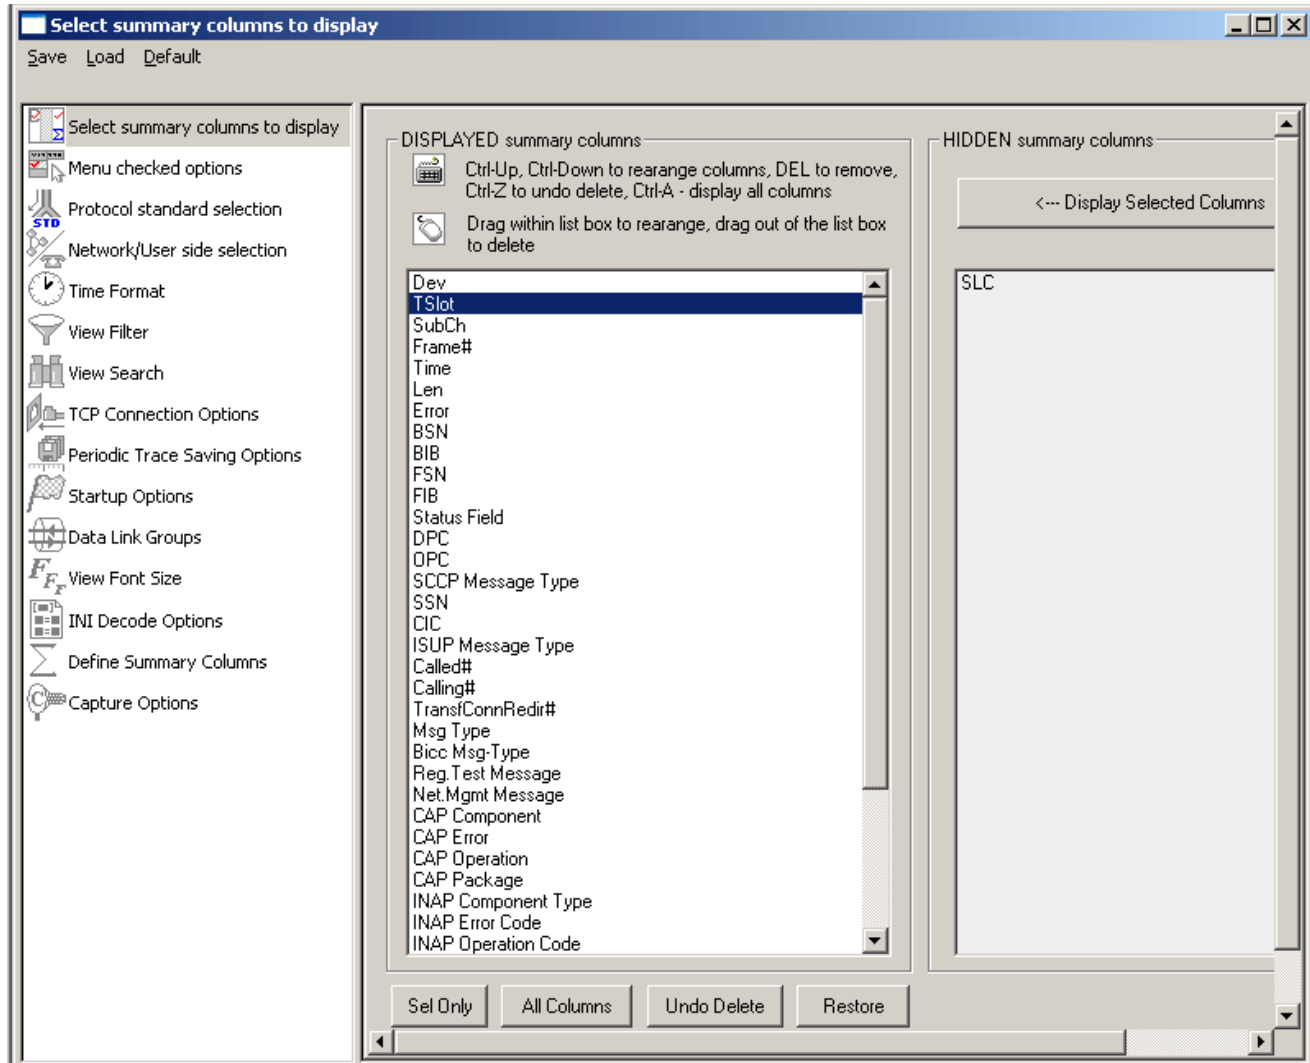 Select summary columns to display
Save Load Default
Select summary columns to display
Menu checked options
Protocol standard selection
STD
Network/User side selection
Time Format
View Filter
View Search
TCP Connection Options
Periodic Trace Saving Options
Startup Options
Data Link Groups
View Font Size
INI Decode Options
Define Summary Columns
Capture Options
DISPLAYED summary columns
Ctrl-Up, Ctrl-Down to rearange columns, DEL to remove,
Ctrl-Z to undo delete, Ctrl-A - display all columns
Drag within list box to rearange, drag out of the list box
to delete
Dev
TSlot
SubCh
Frame#
Time
Len
Error
BSN
BIB
FSN
FIB
Status Field
DPC
OPC
SCCP Message Type
SSN
CIC
ISUP Message Type
Called#
Calling#
TransfConnRedir#
Msg Type
Bicc Msg-Type
Reg.Test Message
Net.Mgmt Message
CAP Component
CAP Error
CAP Operation
CAP Package
INAP Component Type
INAP Error Code
INAP Operation Code
Sel Only All Columns Undo Delete Restore
HIDDEN summary columns
<--- Display Selected Columns
SLC